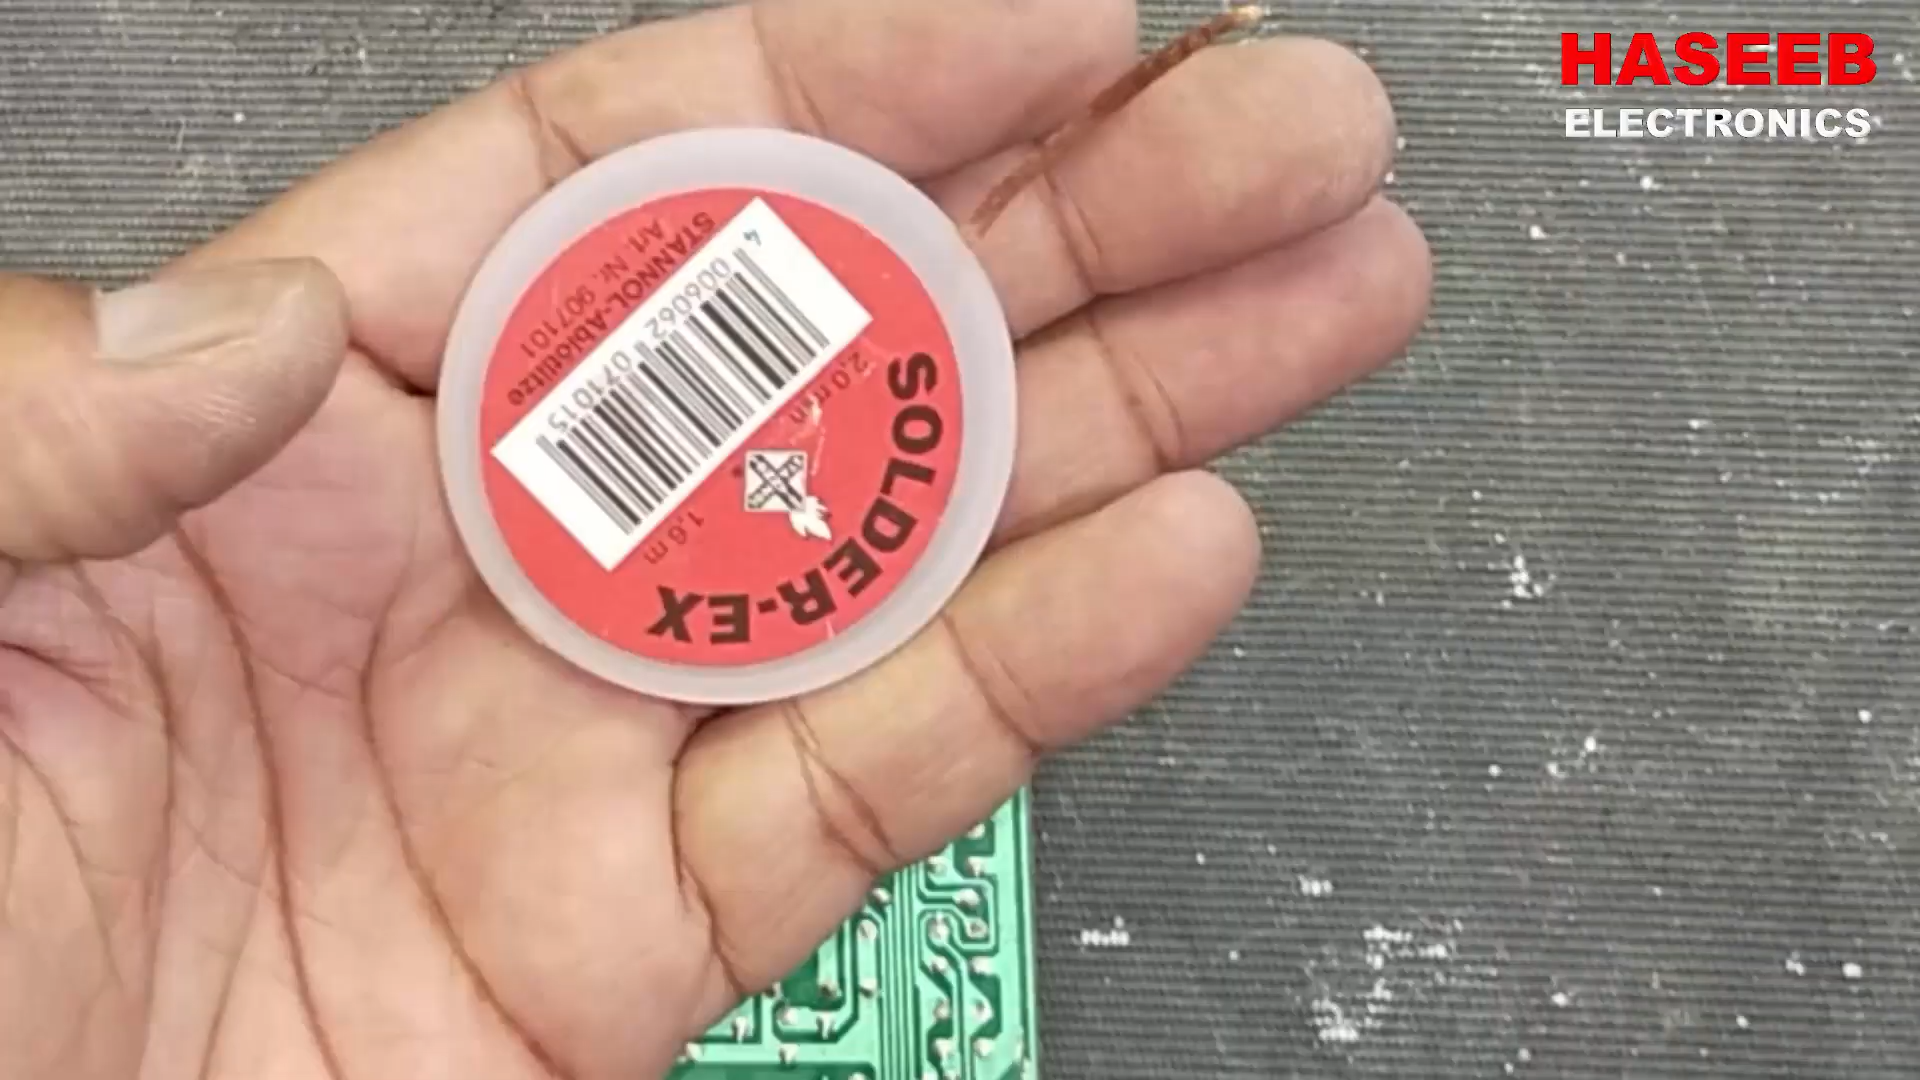 HASEEB
ELECTRONICS
SOLDER-EX
2,0 mm
1,6 m
4 006062 071015
STANNOL-Ablötlitze
Art. Nr. 907101